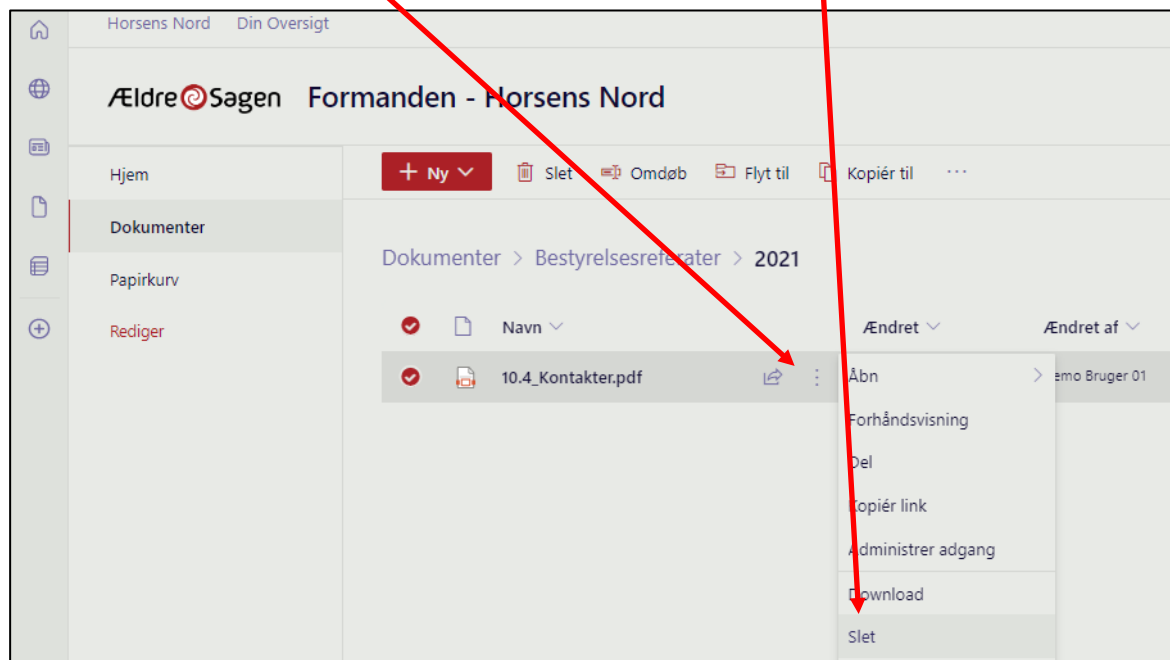 Horsens Nord Din Oversigt
ÆldreSagen Formanden - Horsens Nord
Hjem
Dokumenter
Papirkurv
Rediger
+ Ny Slet Omdøb Flyt til Kopiér til ...
Dokumenter > Bestyrelsesreferater > 2021
Navn Ændret Ændret af
10.4_Kontakter.pdf emo Bruger 01
Åbn >
Forhåndsvisning
Del
Kopiér link
Administrer adgang
Download
Slet